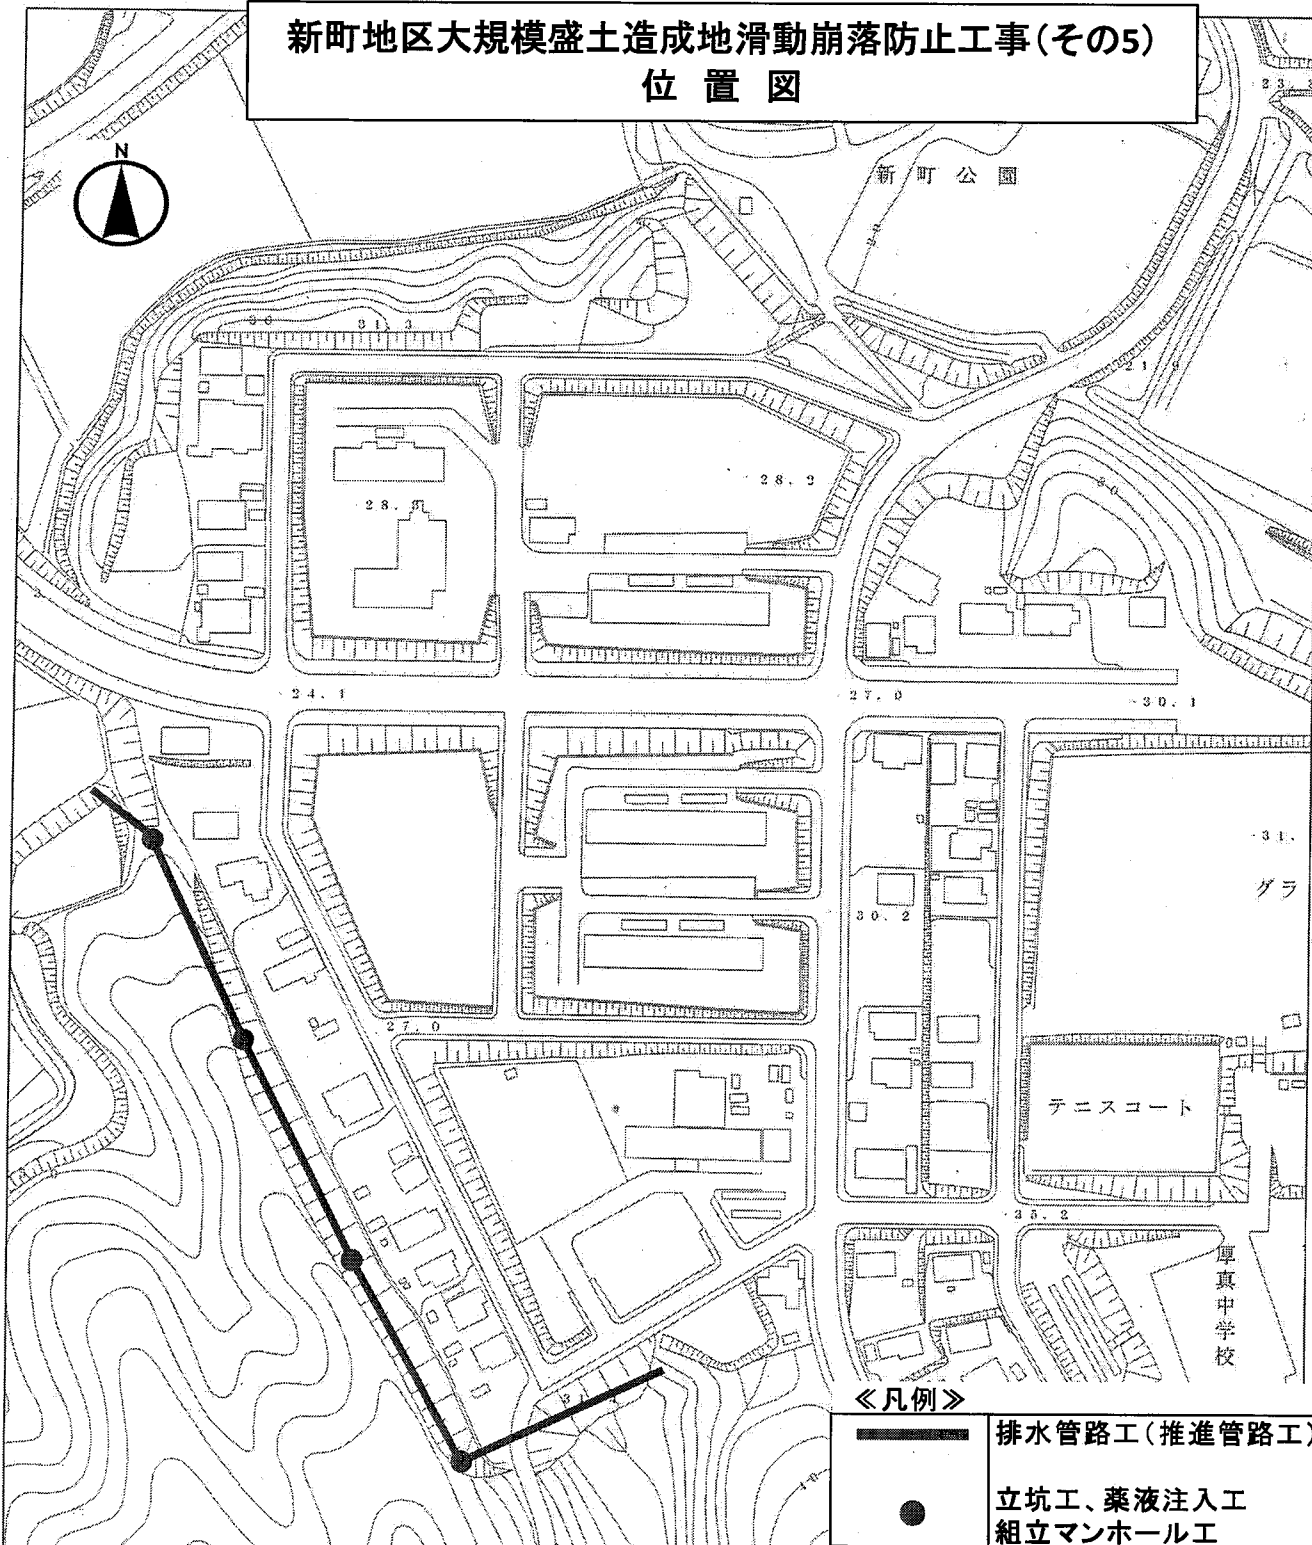 新町地区大規模盛土造成地滑動崩落防止工事(その5)
位 置 図
N
新町公園
30
31.3
28.2
24.1
27.0
30.1
31.
グラ
30.2
27.0
テニスコート
35.2
厚真中学校
≪凡例≫
排水管路工(推進管路工)
立坑工、薬液注入工
組立マンホール工